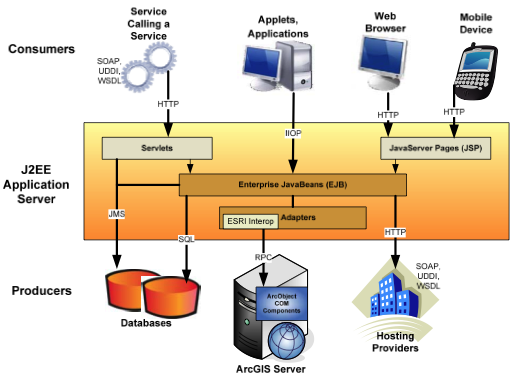 Service
Calling a
Service
Applets,
Applications
Web
Browser
Mobile
Device
Consumers
SOAP,
UDDI,
WSDL
HTTP
IIOP
HTTP
HTTP
J2EE
Application
Server
Servlets
JavaServer Pages (JSP)
Enterprise JavaBeans (EJB)
ESRI Interop
Adapters
JMS
SQL
RPC
HTTP
Producers
Databases
ArcObject
COM
Components
ArcGIS Server
SOAP,
UDDI,
WSDL
Hosting
Providers